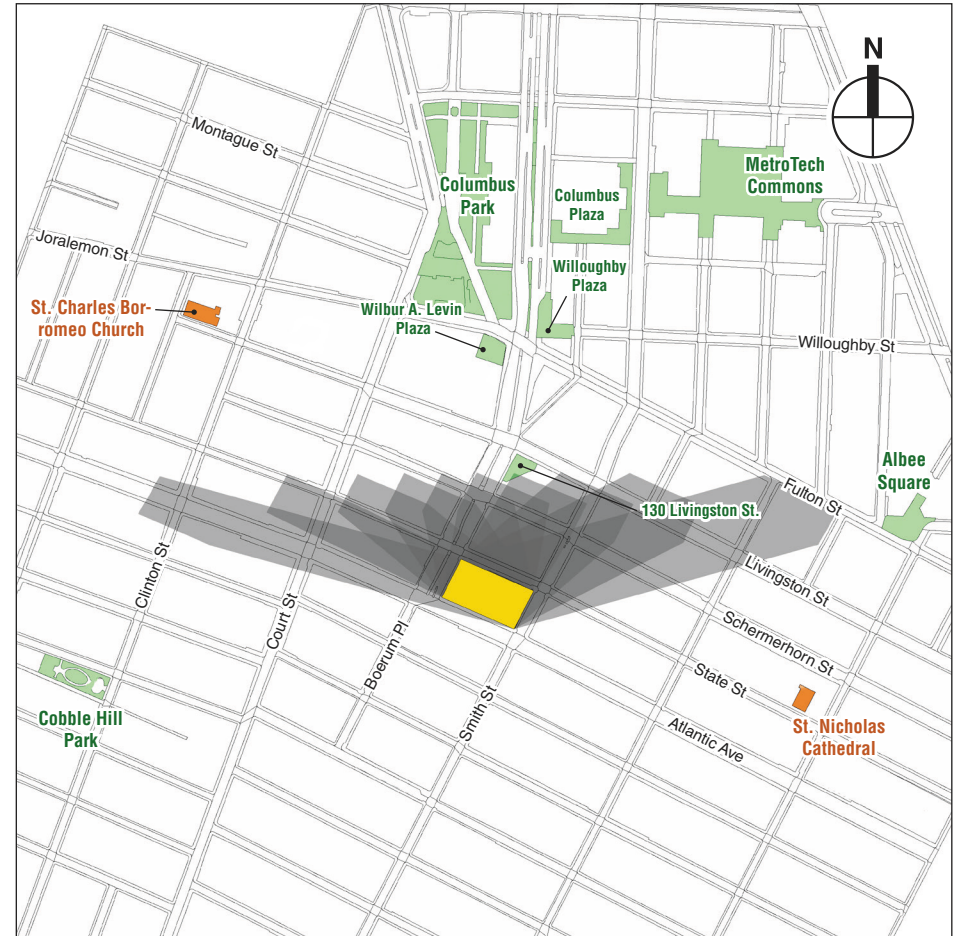 N
Montague St
MetroTech
Commons
Columbus
Park
Columbus
Plaza
Joralemon St
Willoughby
Plaza
St. Charles Bor-
romeo Church
Wilbur A. Levin
Plaza
Willoughby St
Albee
Square
Fulton St
130 Livingston St.
Clinton St
Livingston St
Court St
Schermerhorn St
Boerum Pl
State St
Smith St
St. Nicholas
Cathedral
Cobble Hill
Park
Atlantic Ave